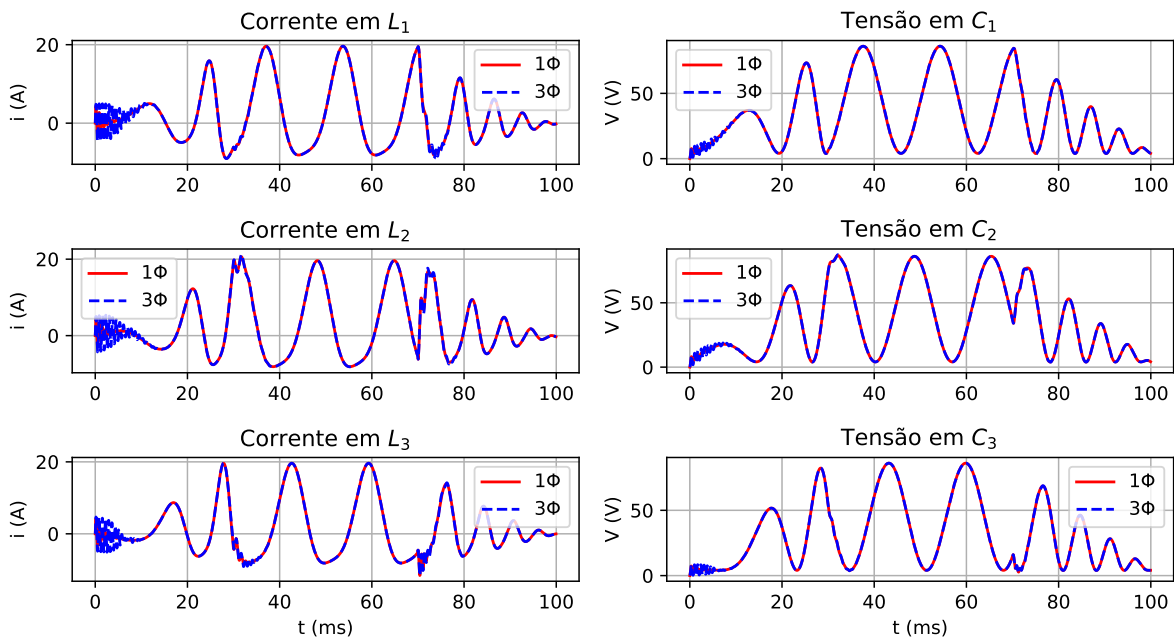 Corrente em L1
i (A)
20
0
0 20 40 60 80 100
1Φ
3Φ
Tensão em C1
V (V)
50
0
0 20 40 60 80 100
1Φ
3Φ
Corrente em L2
i (A)
20
0
0 20 40 60 80 100
1Φ
3Φ
Tensão em C2
V (V)
50
0
0 20 40 60 80 100
1Φ
3Φ
Corrente em L3
i (A)
20
0
0 20 40 60 80 100
t (ms)
1Φ
3Φ
Tensão em C3
V (V)
50
0
0 20 40 60 80 100
t (ms)
1Φ
3Φ